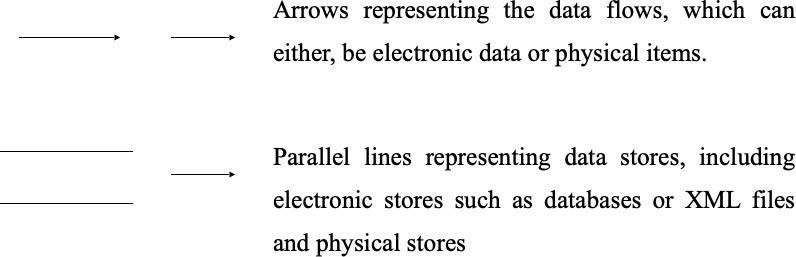 Arrows representing the data flows, which can
either, be electronic data or physical items.
Parallel lines representing data stores, including
electronic stores such as databases or XML files
and physical stores